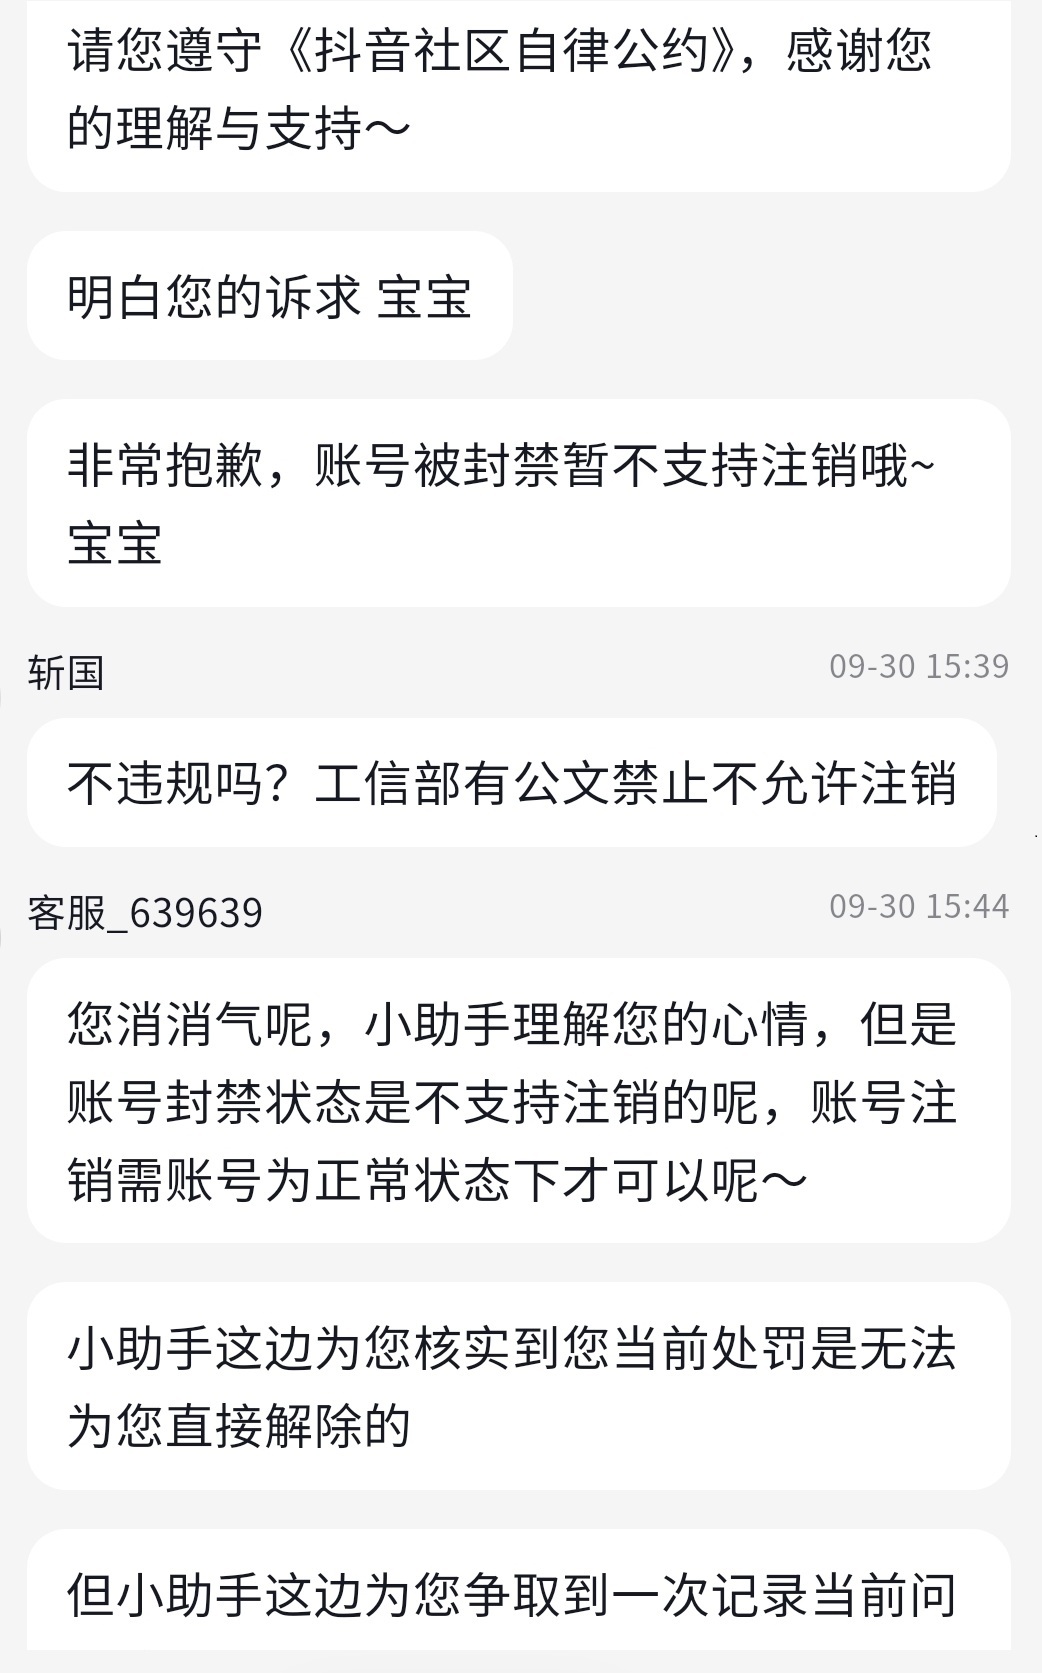 请您遵守《抖音社区自律公约》，感谢您
的理解与支持～
明白您的诉求 宝宝
非常抱歉，账号被封禁暂不支持注销哦~
宝宝
斩国
09-30 15:39
不违规吗？工信部有公文禁止不允许注销
客服_639639
09-30 15:44
您消消气呢，小助手理解您的心情，但是
账号封禁状态是不支持注销的呢，账号注
销需账号为正常状态下才可以呢～
小助手这边为您核实到您当前处罚是无法
为您直接解除的
但小助手这边为您争取到一次记录当前问